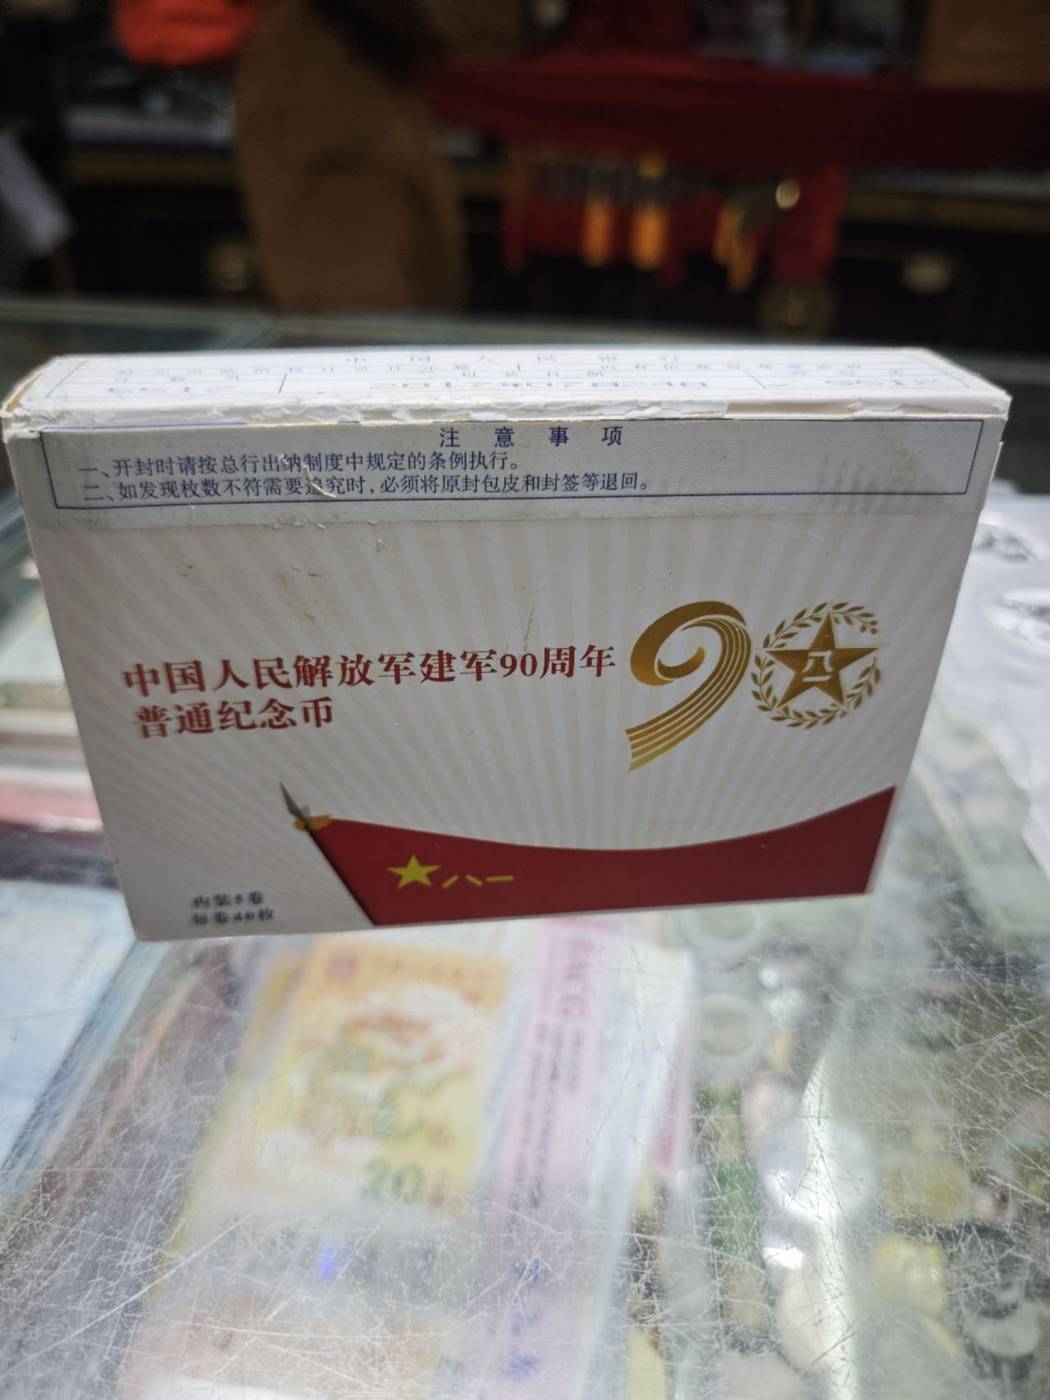 中 国 人 民 银 行
注 意 事 项
一、开封时请按总行出纳制度中规定的条例执行。
二、如发现枚数不符需要追究时,必须将原封包皮和封签等退回。
中国人民解放军建军90周年
普通纪念币
90
八一
八一
内装5卷
每卷40枚
20